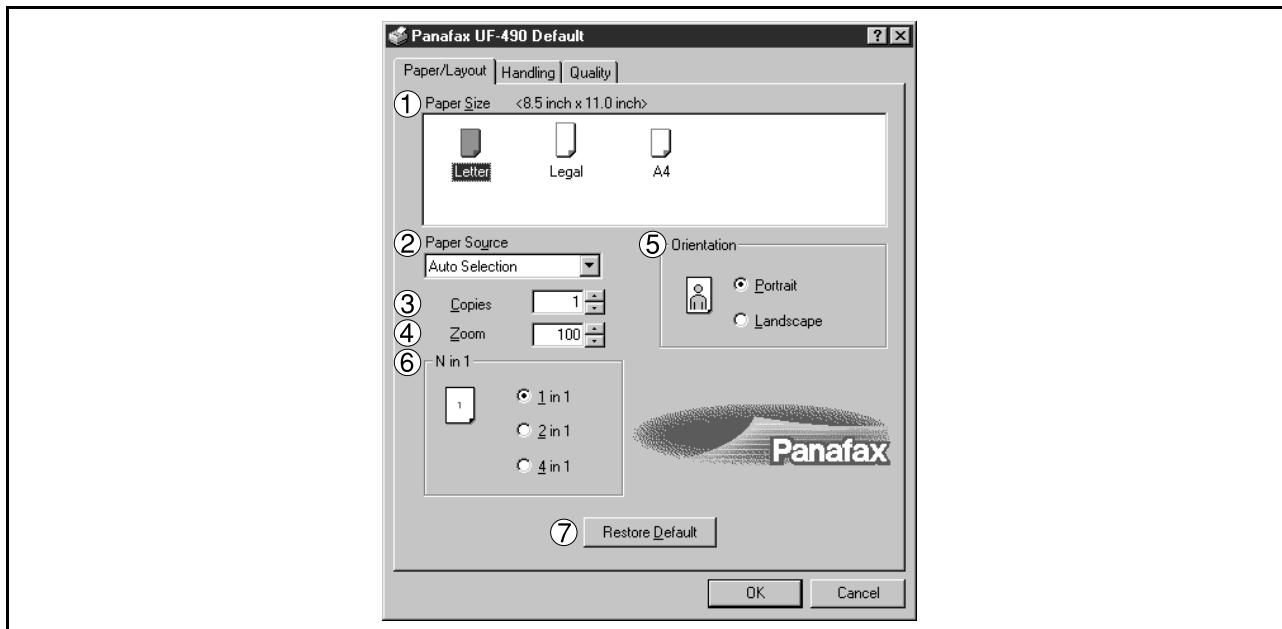 Panafax UF-490 Default
Paper/Layout Handling Quality
① Paper Size <8.5 inch x 11.0 inch>
Letter Legal A4
② Paper Source
Auto Selection
③ Copies 1
④ Zoom 100
⑤ Orientation
Portrait
Landscape
⑥ N in 1
1
1 in 1
2 in 1
4 in 1
Panafax
⑦ Restore Default
OK Cancel